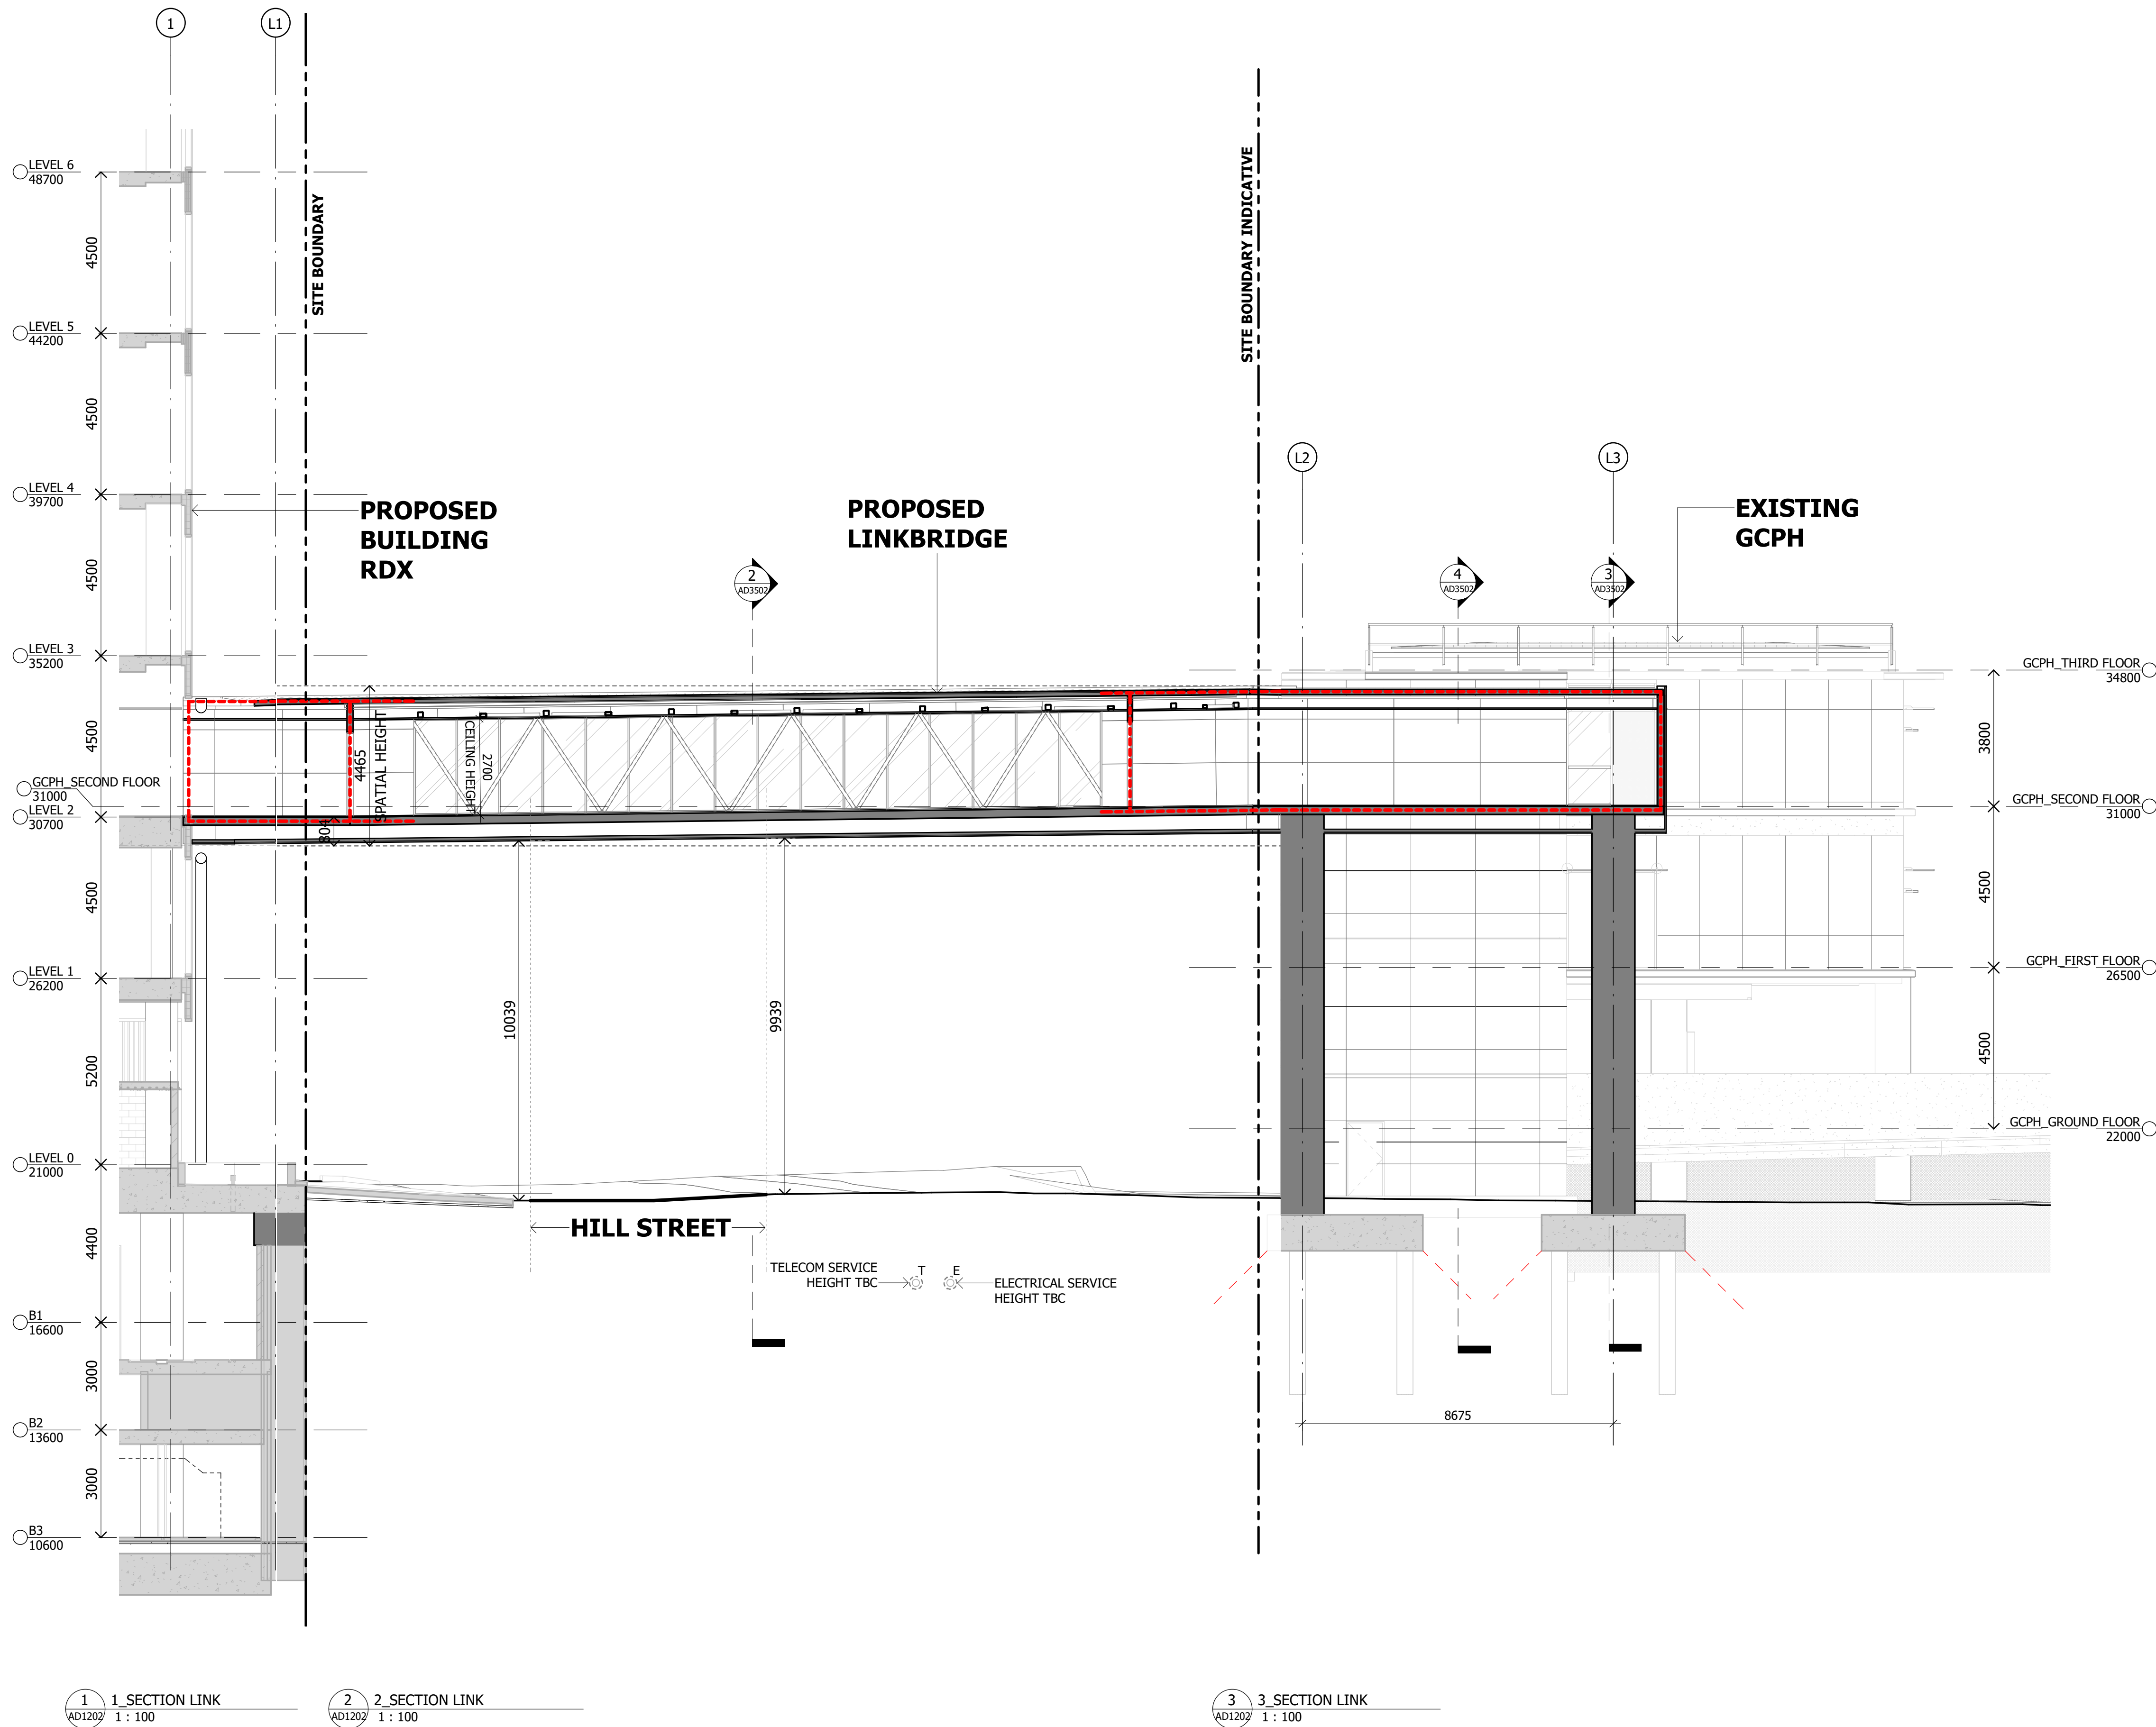 1
L1
SITE BOUNDARY
SITE BOUNDARY INDICATIVE
LEVEL 6
48700
4500
LEVEL 5
44200
4500
LEVEL 4
39700
4500
LEVEL 3
35200
4500
GCPH_SECOND FLOOR
31000
LEVEL 2
30700
4500
LEVEL 1
26200
5200
LEVEL 0
21000
4400
B1
16600
3000
B2
13600
3000
B3
10600
PROPOSED
BUILDING
RDX
PROPOSED
LINKBRIDGE
EXISTING
GCPH
L2
L3
2
AD3502
4
AD3502
3
AD3502
4465
SPATIAL HEIGHT
CEILING HEIGHT
2700
10039
9939
HILL STREET
TELECOM SERVICE
HEIGHT TBC
T
E
ELECTRICAL SERVICE
HEIGHT TBC
8675
GCPH_THIRD FLOOR
34800
3800
GCPH_SECOND FLOOR
31000
4500
GCPH_FIRST FLOOR
26500
4500
GCPH_GROUND FLOOR
22000
1
AD1202
1_SECTION LINK
1 : 100
2
AD1202
2_SECTION LINK
1 : 100
3
AD1202
3_SECTION LINK
1 : 100